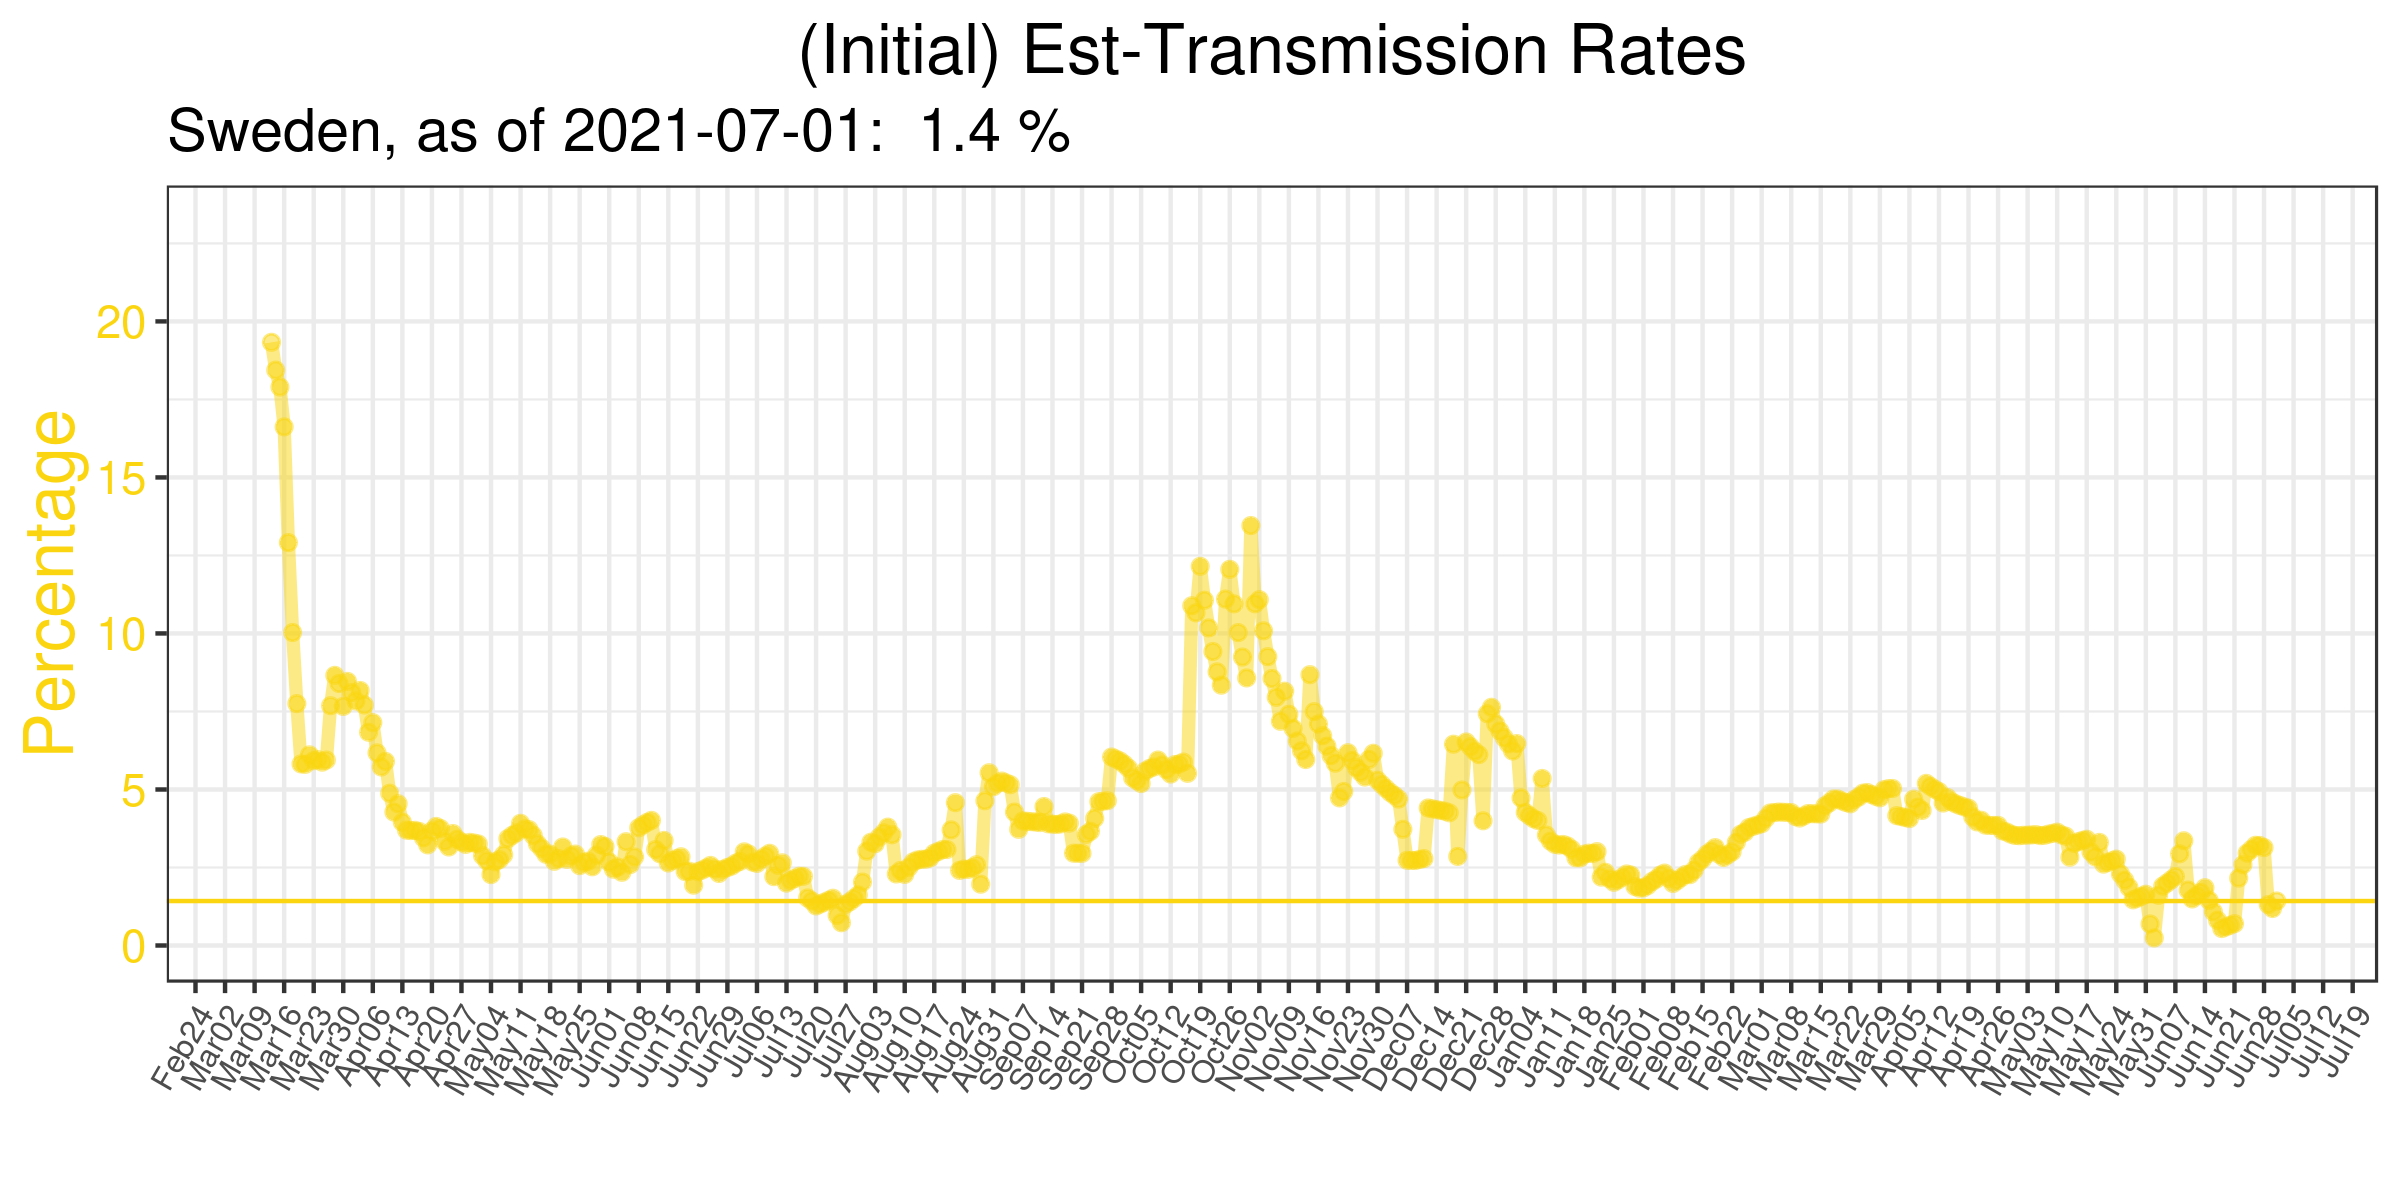 (Initial) Est-Transmission Rates
Sweden, as of 2021-07-01:  1.4 %
Percentage
20
15
10
5
0
Feb24
Mar02
Mar09
Mar16
Mar23
Mar30
Apr06
Apr13
Apr20
Apr27
May04
May11
May18
May25
Jun01
Jun08
Jun15
Jun22
Jun29
Jul06
Jul13
Jul20
Jul27
Aug03
Aug10
Aug17
Aug24
Aug31
Sep07
Sep14
Sep21
Sep28
Oct05
Oct12
Oct19
Oct26
Nov02
Nov09
Nov16
Nov23
Nov30
Dec07
Dec14
Dec21
Dec28
Jan04
Jan11
Jan18
Jan25
Feb01
Feb08
Feb15
Feb22
Mar01
Mar08
Mar15
Mar22
Mar29
Apr05
Apr12
Apr19
Apr26
May03
May10
May17
May24
May31
Jun07
Jun14
Jun21
Jun28
Jul05
Jul12
Jul19